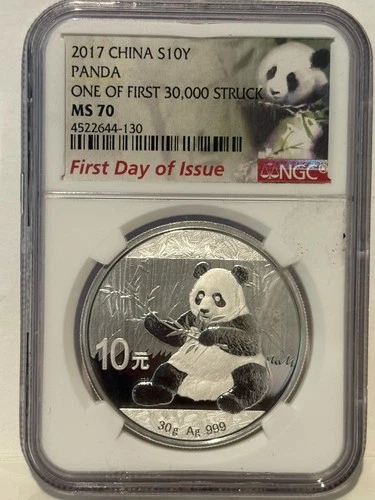 2017 CHINA S10Y
PANDA
ONE OF FIRST 30,000 STRUCK
MS 70
4522644-130
First Day of Issue
NGC®
10元
30g Ag 999